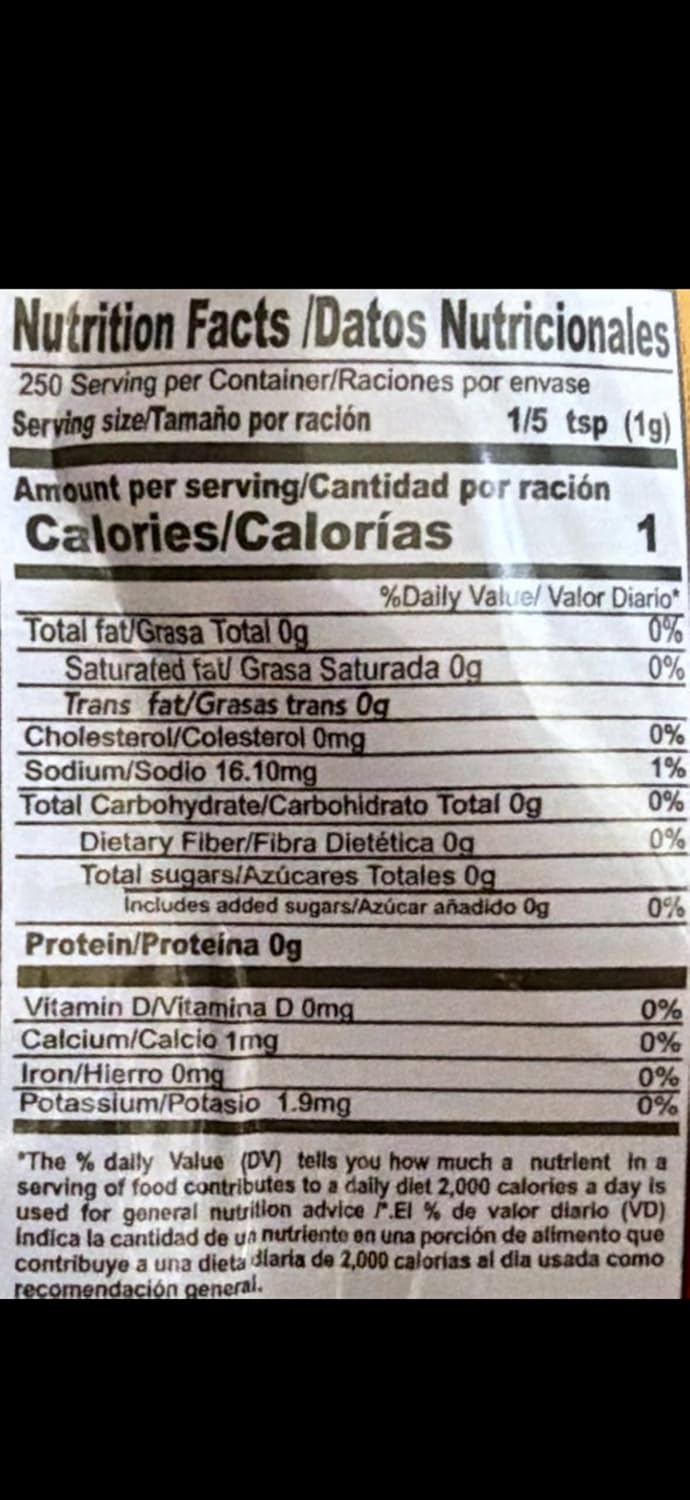 Nutrition Facts /Datos Nutricionales
250 Serving per Container/Raciones por envase
Serving size/Tamaño por ración 1/5 tsp (1g)
Amount per serving/Cantidad por ración
Calories/Calorías 1
%Daily Value/ Valor Diario*
Total fat/Grasa Total 0g 0%
Saturated fat/ Grasa Saturada 0g 0%
Trans fat/Grasas trans 0g
Cholesterol/Colesterol 0mg 0%
Sodium/Sodio 16.10mg 1%
Total Carbohydrate/Carbohidrato Total 0g 0%
Dietary Fiber/Fibra Dietética 0g 0%
Total sugars/Azúcares Totales 0g
Includes added sugars/Azúcar añadido 0g 0%
Protein/Proteína 0g
Vitamin D/Vitamina D 0mg 0%
Calcium/Calcio 1mg 0%
Iron/Hierro 0mg 0%
Potassium/Potasio 1.9mg 0%
*The % daily Value (DV) tells you how much a nutrient in a
serving of food contributes to a daily diet 2,000 calories a day is
used for general nutrition advice /*.El % de valor diario (VD)
indica la cantidad de un nutriente en una porción de alimento que
contribuye a una dieta diaria de 2,000 calorías al dia usada como
recomendación general.